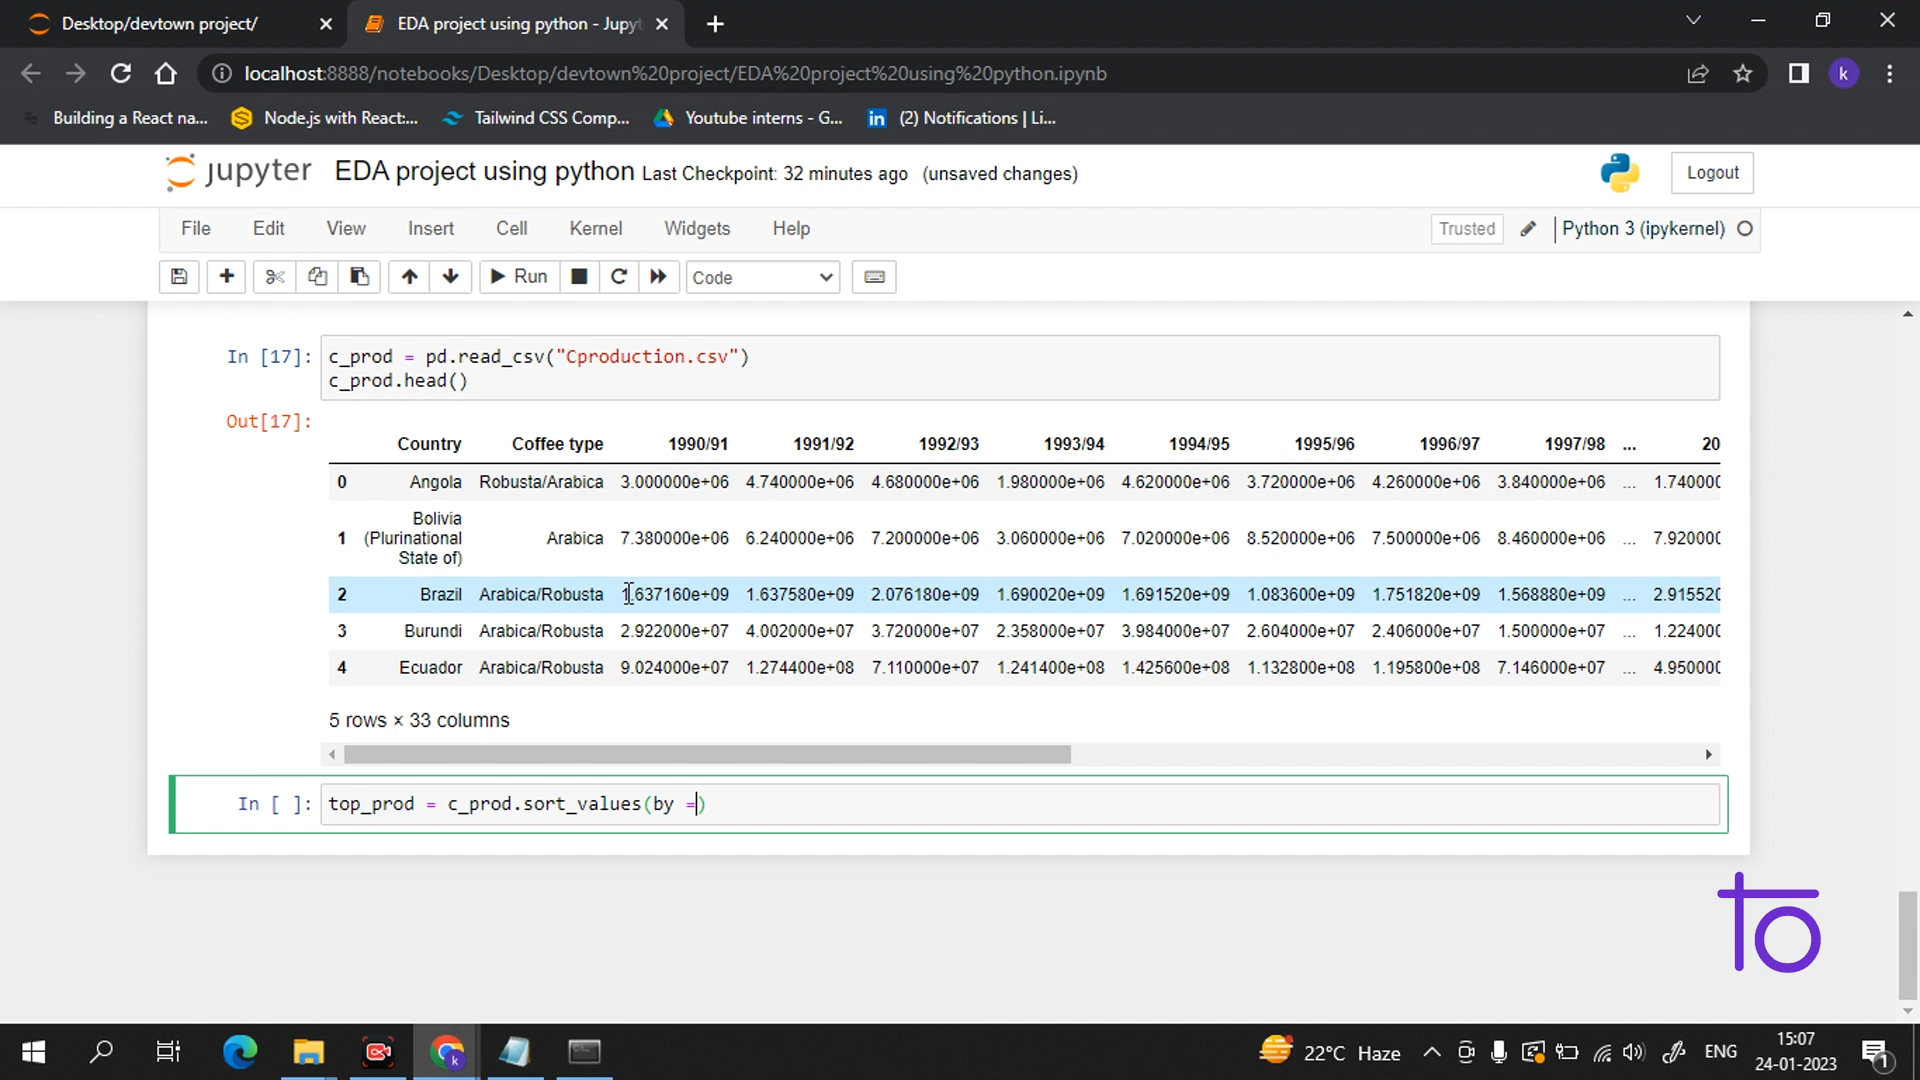 Desktop/devtown project/
EDA project using python - Jupyt
localhost:8888/notebooks/Desktop/devtown%20project/EDA%20project%20using%20python.ipynb
Building a React na...
Node.js with React:...
Tailwind CSS Comp...
Youtube interns - G...
(2) Notifications | Li...
k
jupyter EDA project using python Last Checkpoint: 32 minutes ago (unsaved changes)
Logout
File Edit View Insert Cell Kernel Widgets Help
Trusted Python 3 (ipykernel)
Run Code
In [17]: c_prod = pd.read_csv("Cproduction.csv")
c_prod.head()
Out[17]:
Country Coffee type 1990/91 1991/92 1992/93 1993/94 1994/95 1995/96 1996/97 1997/98 ... 20
0 Angola Robusta/Arabica 3.000000e+06 4.740000e+06 4.680000e+06 1.980000e+06 4.620000e+06 3.720000e+06 4.260000e+06 3.840000e+06 ... 1.74000
1 Bolivia (Plurinational State of) Arabica 7.380000e+06 6.240000e+06 7.200000e+06 3.060000e+06 7.020000e+06 8.520000e+06 7.500000e+06 8.460000e+06 ... 7.92000
2 Brazil Arabica/Robusta 1.637160e+09 1.637580e+09 2.076180e+09 1.690020e+09 1.691520e+09 1.083600e+09 1.751820e+09 1.568880e+09 ... 2.91552
3 Burundi Arabica/Robusta 2.922000e+07 4.002000e+07 3.720000e+07 2.358000e+07 3.984000e+07 2.604000e+07 2.406000e+07 1.500000e+07 ... 1.22400
4 Ecuador Arabica/Robusta 9.024000e+07 1.274400e+08 7.110000e+07 1.241400e+08 1.425600e+08 1.132800e+08 1.195800e+08 7.146000e+07 ... 4.95000
5 rows × 33 columns
In [ ]: top_prod = c_prod.sort_values(by =)
22°C Haze
ENG
15:07
24-01-2023
1